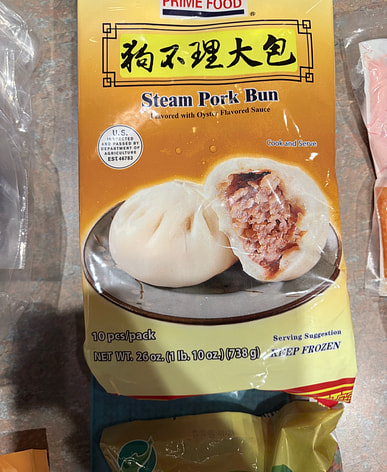 PRIME FOOD
®
狗不理大包
Steam Pork Bun
Flavored with Oyster Flavored Sauce
U.S.
INSPECTED
AND PASSED BY
DEPARTMENT OF
AGRICULTURE
EST.46783
Cook and Serve
10 pcs/pack
NET WT. 26 oz. (1 lb. 10 oz.) (738 g)
Serving Suggestion
KEEP FROZEN